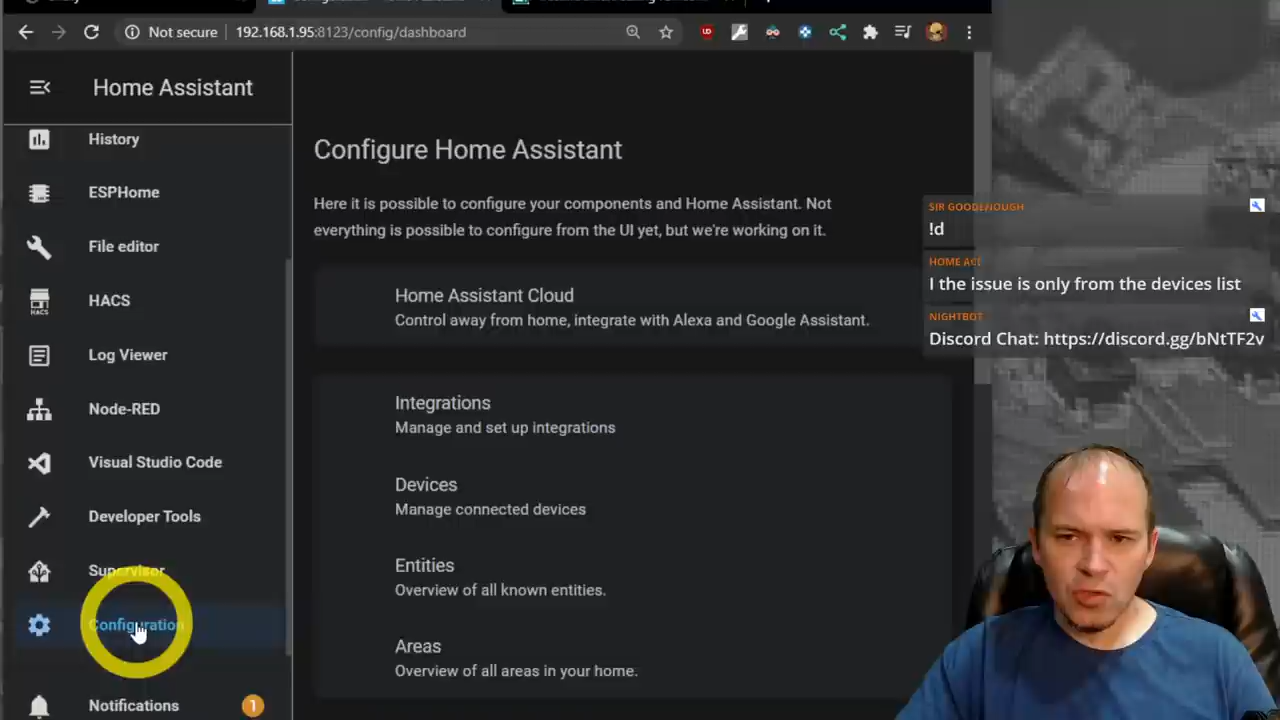 Not secure 192.168.1.95:8123/config/dashboard
UD
Home Assistant
History
ESPHome
File editor
HACS
HACS
Log Viewer
Node-RED
Visual Studio Code
Developer Tools
Supervisor
Configuration
Notifications
1
Configure Home Assistant
Here it is possible to configure your components and Home Assistant. Not
everything is possible to configure from the UI yet, but we're working on it.
Home Assistant Cloud
Control away from home, integrate with Alexa and Google Assistant.
Integrations
Manage and set up integrations
Devices
Manage connected devices
Entities
Overview of all known entities.
Areas
Overview of all areas in your home.
SIR GOODENOUGH
!d
HOME ACE
I the issue is only from the devices list
NIGHTBOT
Discord Chat: https://discord.gg/bNtTF2v